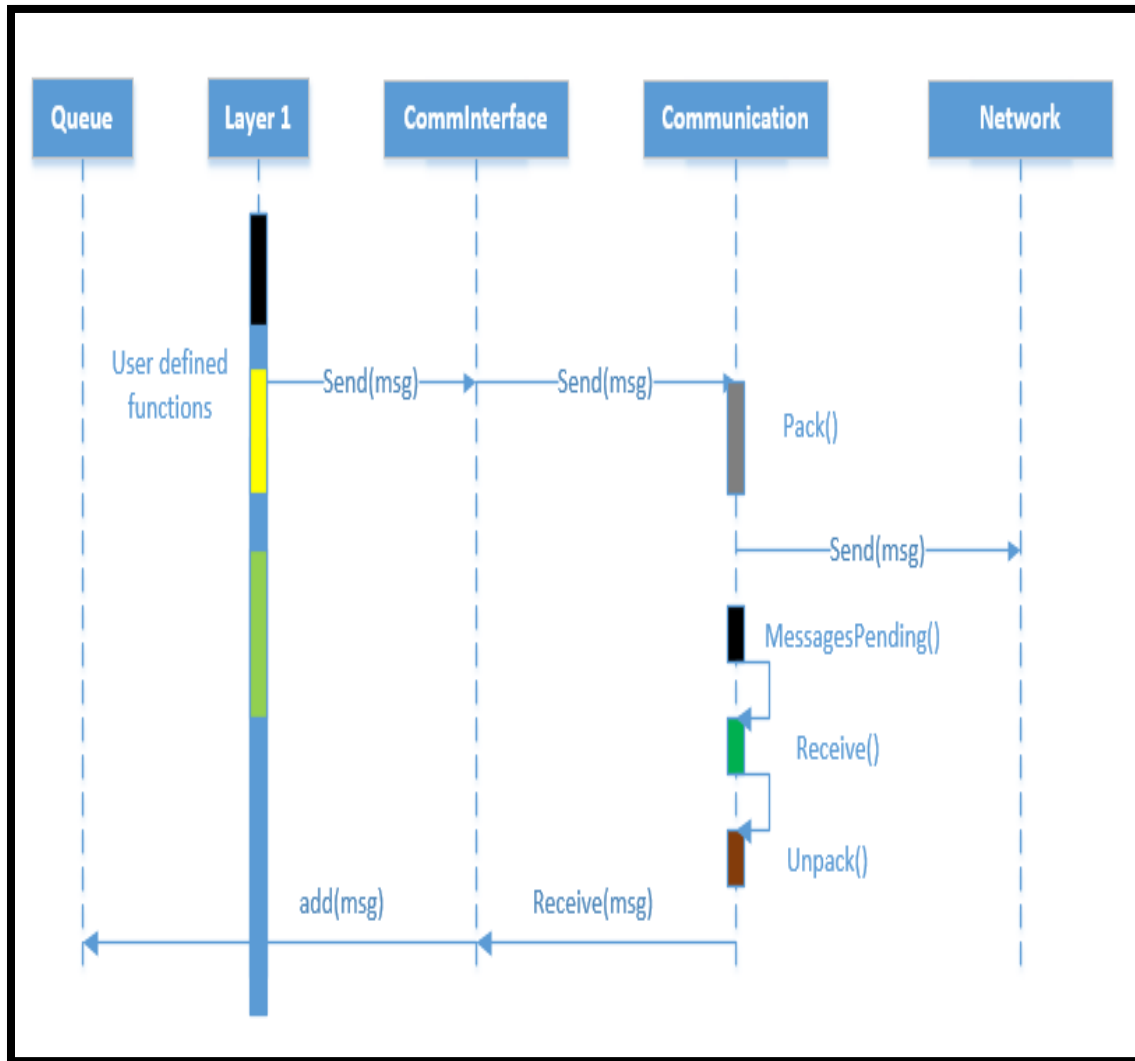 Queue
Layer 1
CommInterface
Communication
Network
User defined
functions
Send(msg)
Send(msg)
Pack()
Send(msg)
MessagesPending()
Receive()
Unpack()
add(msg)
Receive(msg)